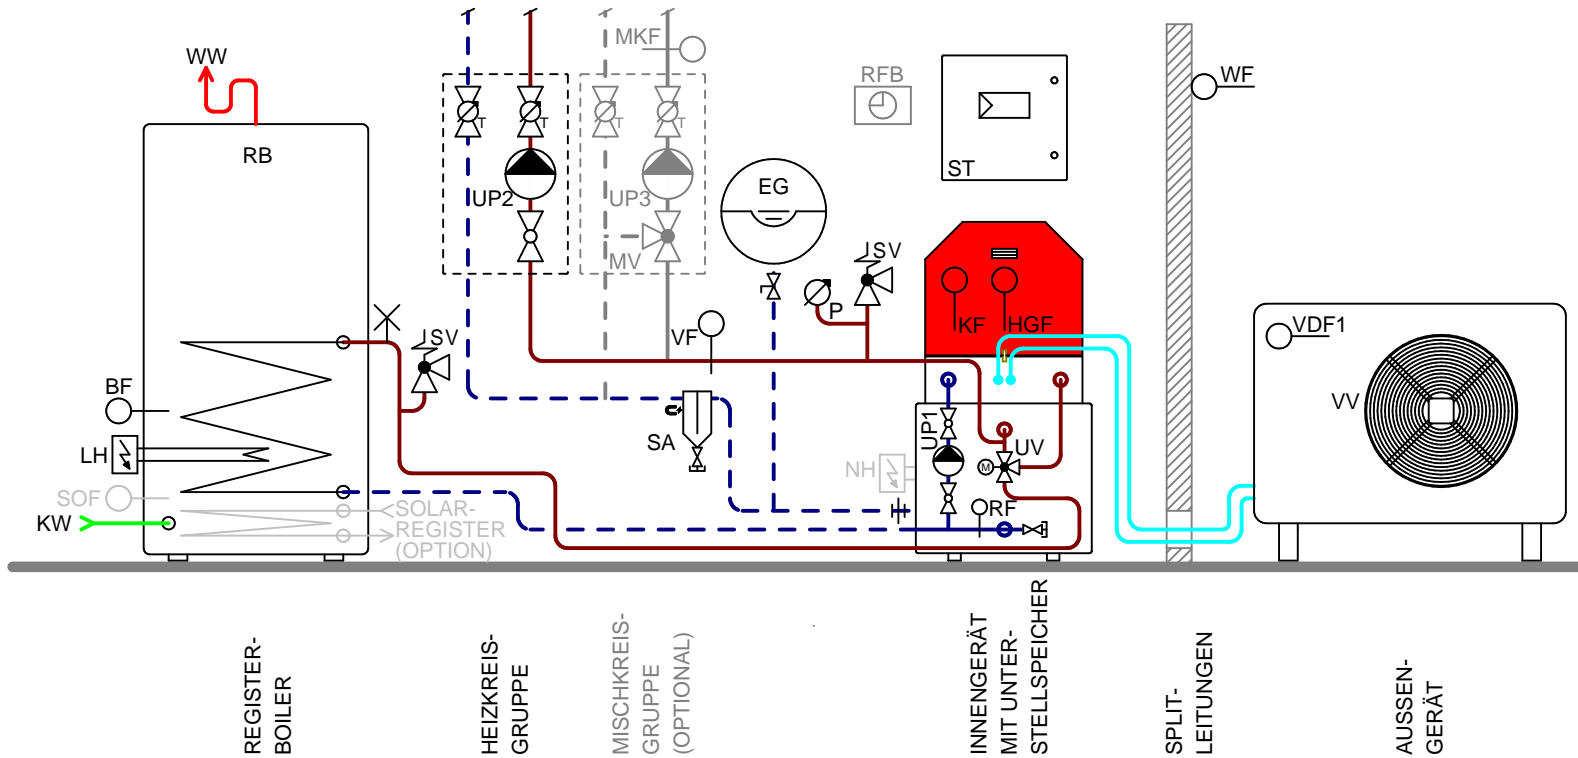 WW
RB
BF
LH
SOF
KW
SOLAR-
REGISTER
(OPTION)
SV
T
T
UP2
MKF
T
T
UP3
MV
EG
VF
SA
P
SV
RFB
ST
KF
HGF
UP1
UV
M
NH
RF
WF
VDF1
VV
REGISTER-
BOILER
HEIZKREIS-
GRUPPE
MISCHKREIS-
GRUPPE
(OPTIONAL)
INNENGERÄT
MIT UNTER-
STELLSPEICHER
SPLIT-
LEITUNGEN
AUSSEN-
GERÄT